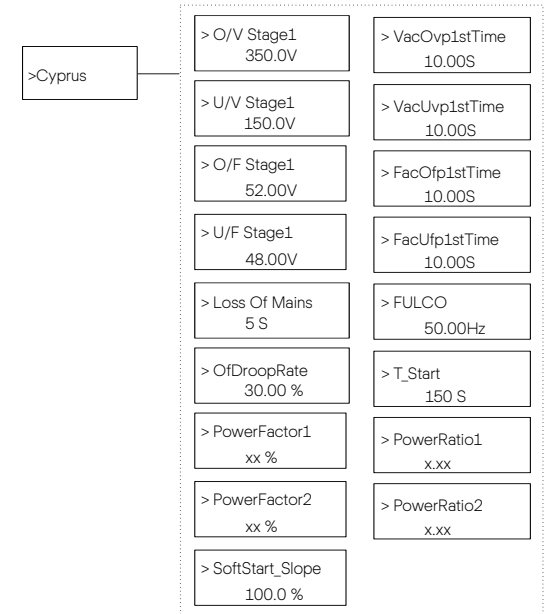 >Cyprus
> O/V Stage1
350.0V
> U/V Stage1
150.0V
> O/F Stage1
52.00V
> U/F Stage1
48.00V
> Loss Of Mains
5 S
> OfDroopRate
30.00 %
> PowerFactor1
xx %
> PowerFactor2
xx %
> SoftStart_Slope
100.0 %
> VacOvp1stTime
10.00S
> VacUvp1stTime
10.00S
> FacOfp1stTime
10.00S
> FacUfp1stTime
10.00S
> FULCO
50.00Hz
> T_Start
150 S
> PowerRatio1
x.xx
> PowerRatio2
x.xx